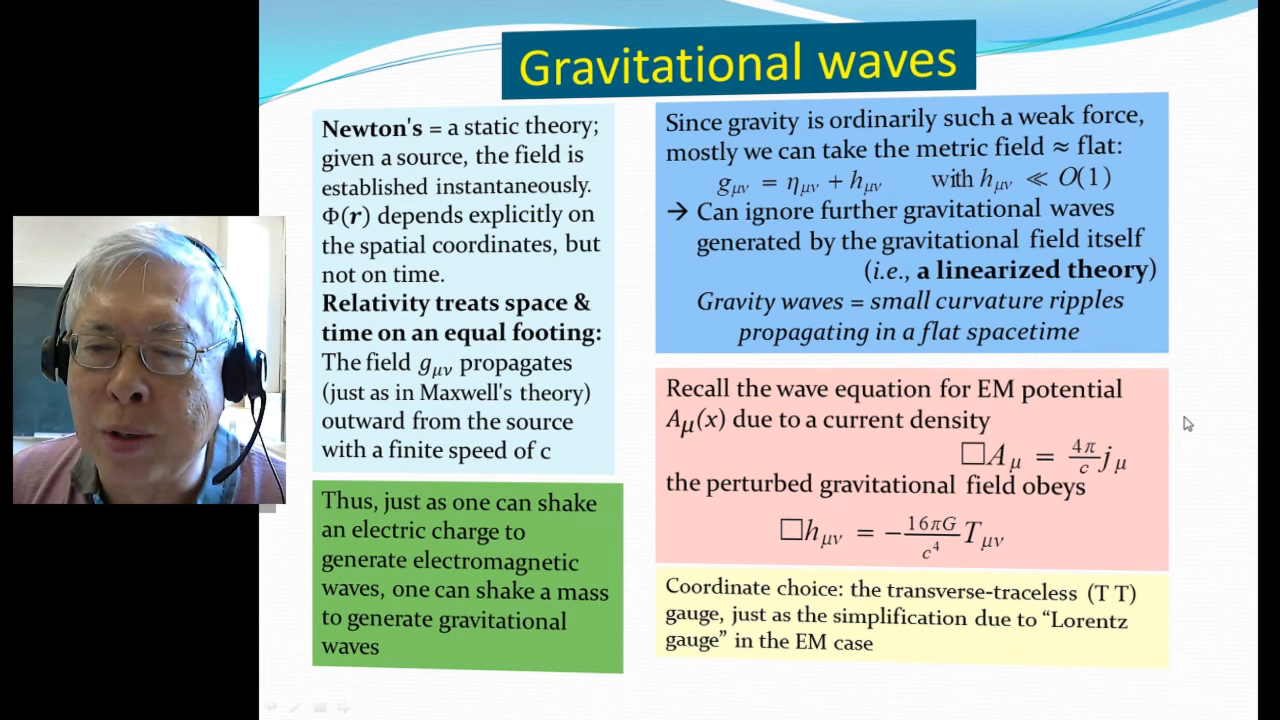 Gravitational waves
Newton's = a static theory;
given a source, the field is
established instantaneously.
Φ(r) depends explicitly on
the spatial coordinates, but
not on time.
Relativity treats space &
time on an equal footing:
The field gμν propagates
(just as in Maxwell's theory)
outward from the source
with a finite speed of c
Thus, just as one can shake
an electric charge to
generate electromagnetic
waves, one can shake a mass
to generate gravitational
waves
Since gravity is ordinarily such a weak force,
mostly we can take the metric field ≈ flat:
gμν = ημν + hμν with hμν ≪ O(1)
→ Can ignore further gravitational waves
generated by the gravitational field itself
(i.e., a linearized theory)
Gravity waves = small curvature ripples
propagating in a flat spacetime
Recall the wave equation for EM potential
Aμ(x) due to a current density
□Aμ = 4π/c jμ
the perturbed gravitational field obeys
□hμν = −16πG/c⁴ Tμν
Coordinate choice: the transverse-traceless (T T)
gauge, just as the simplification due to “Lorentz
gauge” in the EM case